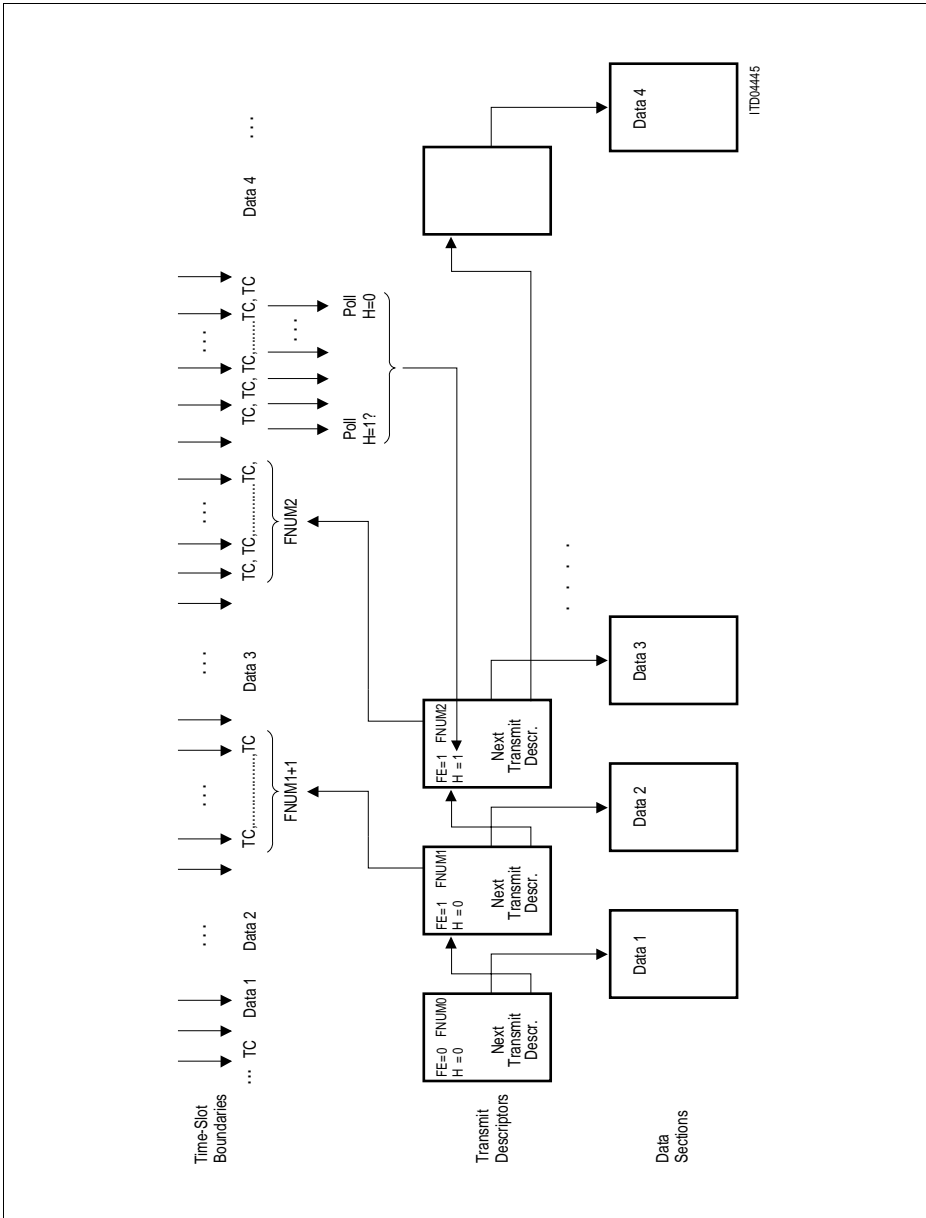 Time-Slot
Boundaries
... TC
Data 1
Data 2
...
TC,................,TC
...
FNUM1+1
Data 3
...
TC, TC,................TC,
...
FNUM2
TC, TC, TC, TC,........TC, TC
...
Data 4
...
Poll
H=1?
...
Poll
H=0
Transmit
Descriptors
FE=0 FNUM0
H =0
Next
Transmit
Descr.
FE=1 FNUM1
H =0
Next
Transmit
Descr.
FE=1 FNUM2
H =1
Next
Transmit
Descr.
. . . .
Data
Sections
Data 1
Data 2
Data 3
Data 4
ITD04445